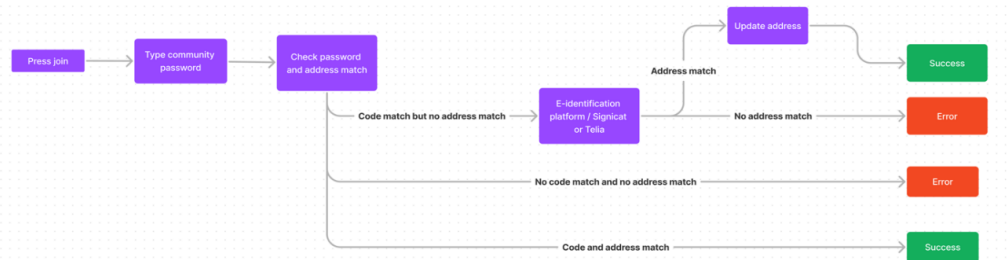 Press join
Type community
password
Check password
and address match
Update address
Success
Address match
Code match but no address match
E-identification
platform / Signicat
or Telia
No address match
Error
No code match and no address match
Error
Code and address match
Success